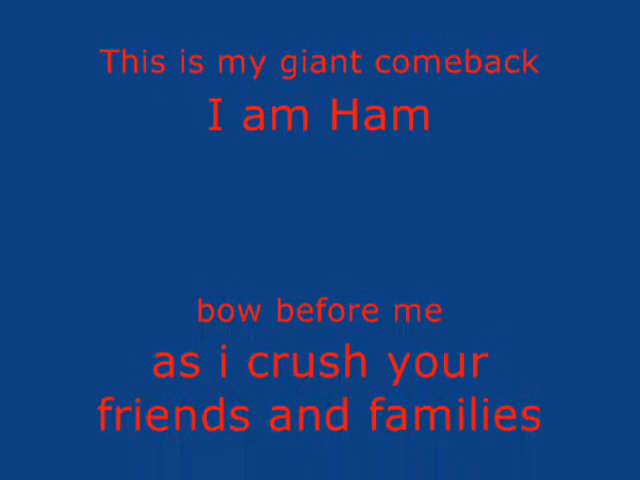 This is my giant comeback
I am Ham
bow before me
as i crush your
friends and families